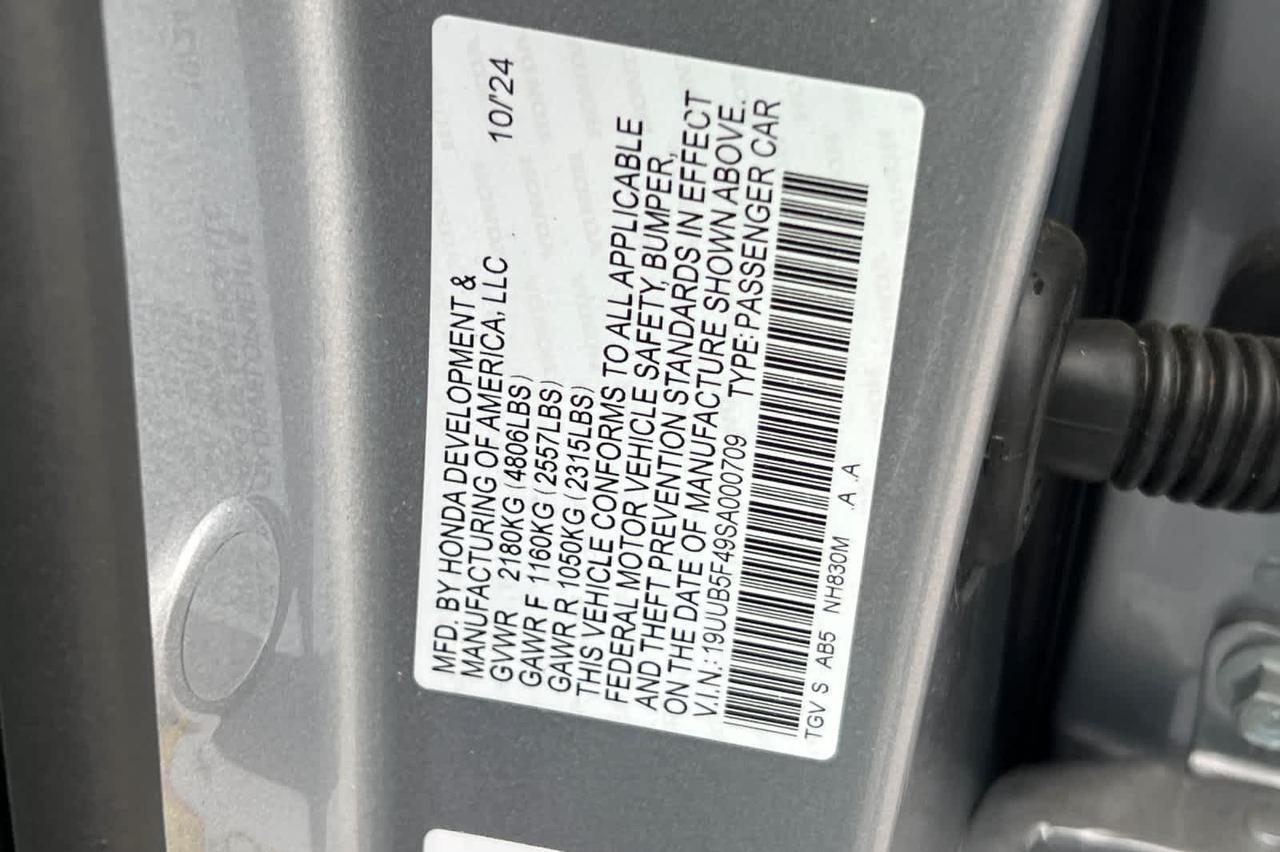 MFD. BY HONDA DEVELOPMENT &
MANUFACTURING OF AMERICA, LLC 10/'24
GVWR 2180KG (4806LBS)
GAWR F 1160KG (2557LBS)
GAWR R 1050KG (2315LBS)
THIS VEHICLE CONFORMS TO ALL APPLICABLE
FEDERAL MOTOR VEHICLE SAFETY, BUMPER,
AND THEFT PREVENTION STANDARDS IN EFFECT
ON THE DATE OF MANUFACTURE SHOWN ABOVE.
V.I.N.: 19UUB5F49SA000709 TYPE: PASSENGER CAR
TGV S AB5 NH830M .A .A